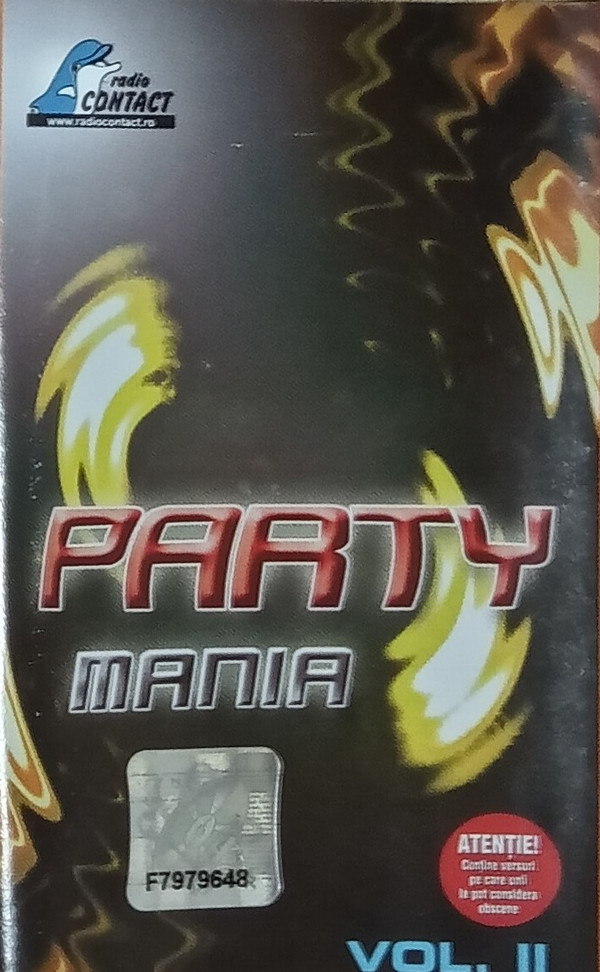 radio
CONTACT
www.radiocontact.ro
PARTY
MANIA
F7979648
ATENȚIE!
Conține versuri
pe care unii
le pot considera
obscene
VOL. II